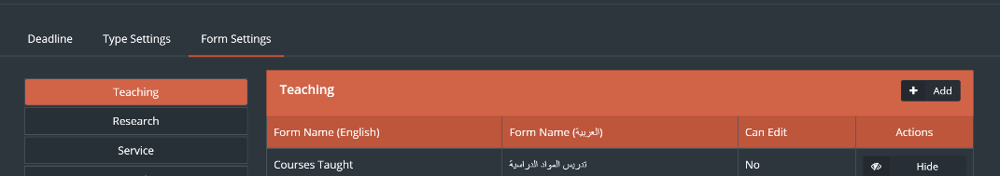 Deadline Type Settings Form Settings
Teaching
Research
Service
Teaching
Add
Form Name (English) Form Name (العربية) Can Edit Actions
Courses Taught تدريس المواد الدراسية No Hide